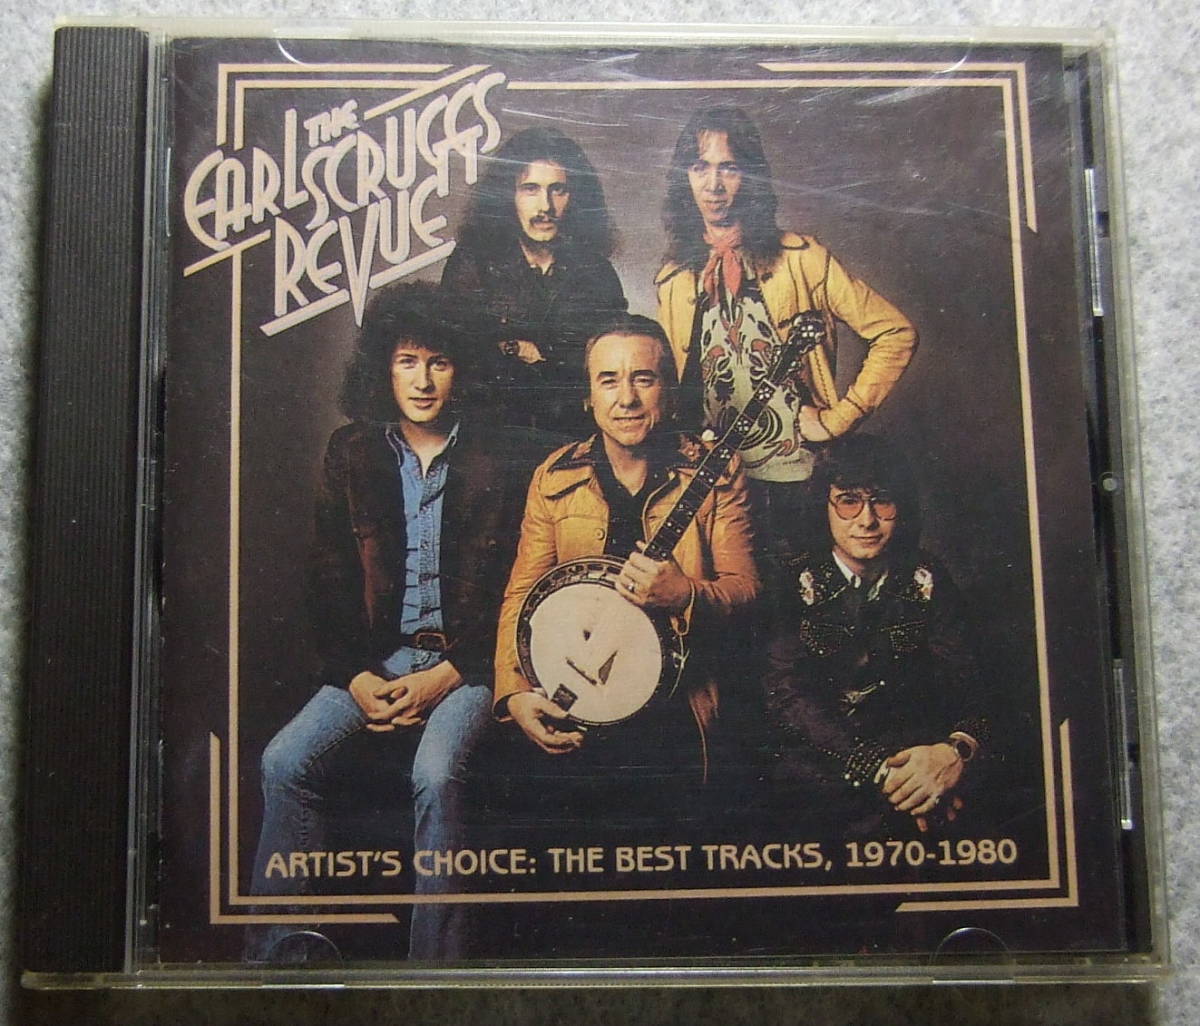 THE
EARL SCRUGGS
REVUE
ARTIST'S CHOICE: THE BEST TRACKS, 1970-1980